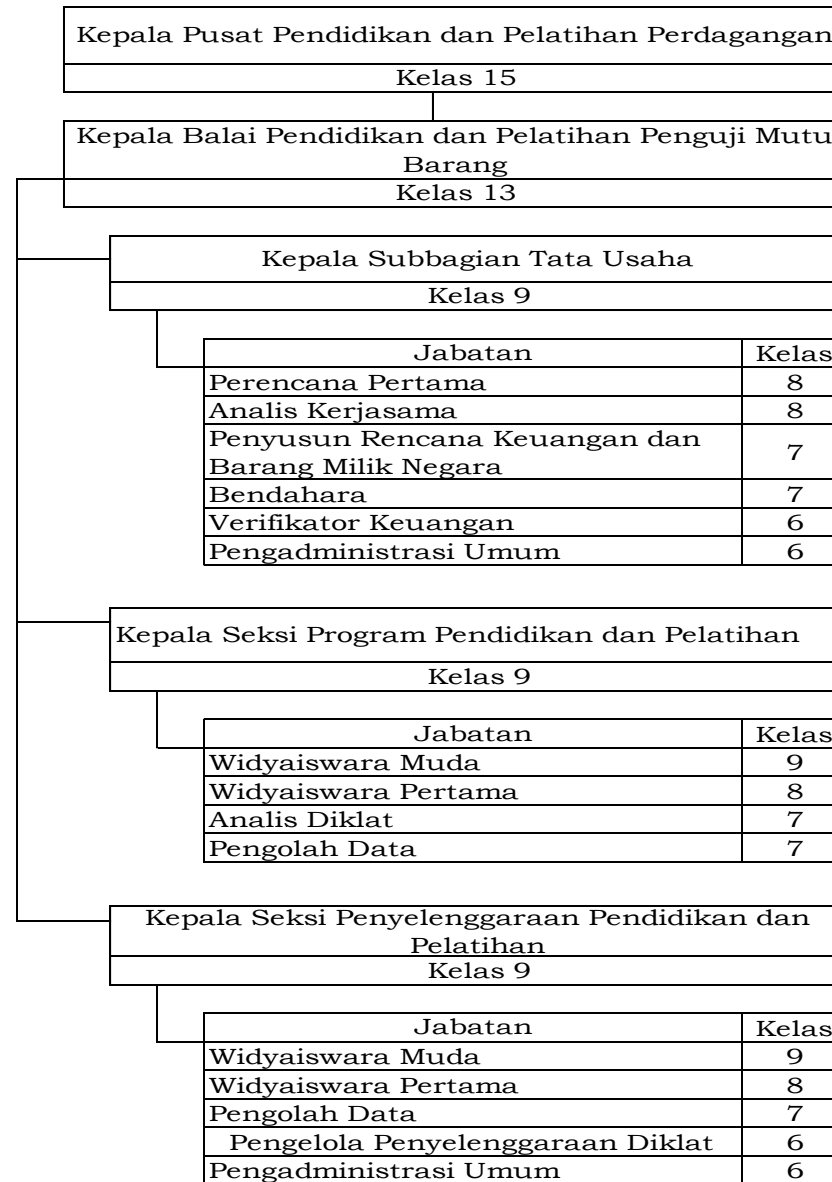 Kepala Pusat Pendidikan dan Pelatihan Perdagangan
Kelas 15
Kepala Balai Pendidikan dan Pelatihan Penguji Mutu
Barang
Kelas 13
Kepala Subbagian Tata Usaha
Kelas 9
Jabatan Kelas
Perencana Pertama 8
Analis Kerjasama 8
Penyusun Rencana Keuangan dan
Barang Milik Negara 7
Bendahara 7
Verifikator Keuangan 6
Pengadministrasi Umum 6
Kepala Seksi Program Pendidikan dan Pelatihan
Kelas 9
Jabatan Kelas
Widyaiswara Muda 9
Widyaiswara Pertama 8
Analis Diklat 7
Pengolah Data 7
Kepala Seksi Penyelenggaraan Pendidikan dan
Pelatihan
Kelas 9
Jabatan Kelas
Widyaiswara Muda 9
Widyaiswara Pertama 8
Pengolah Data 7
Pengelola Penyelenggaraan Diklat 6
Pengadministrasi Umum 6